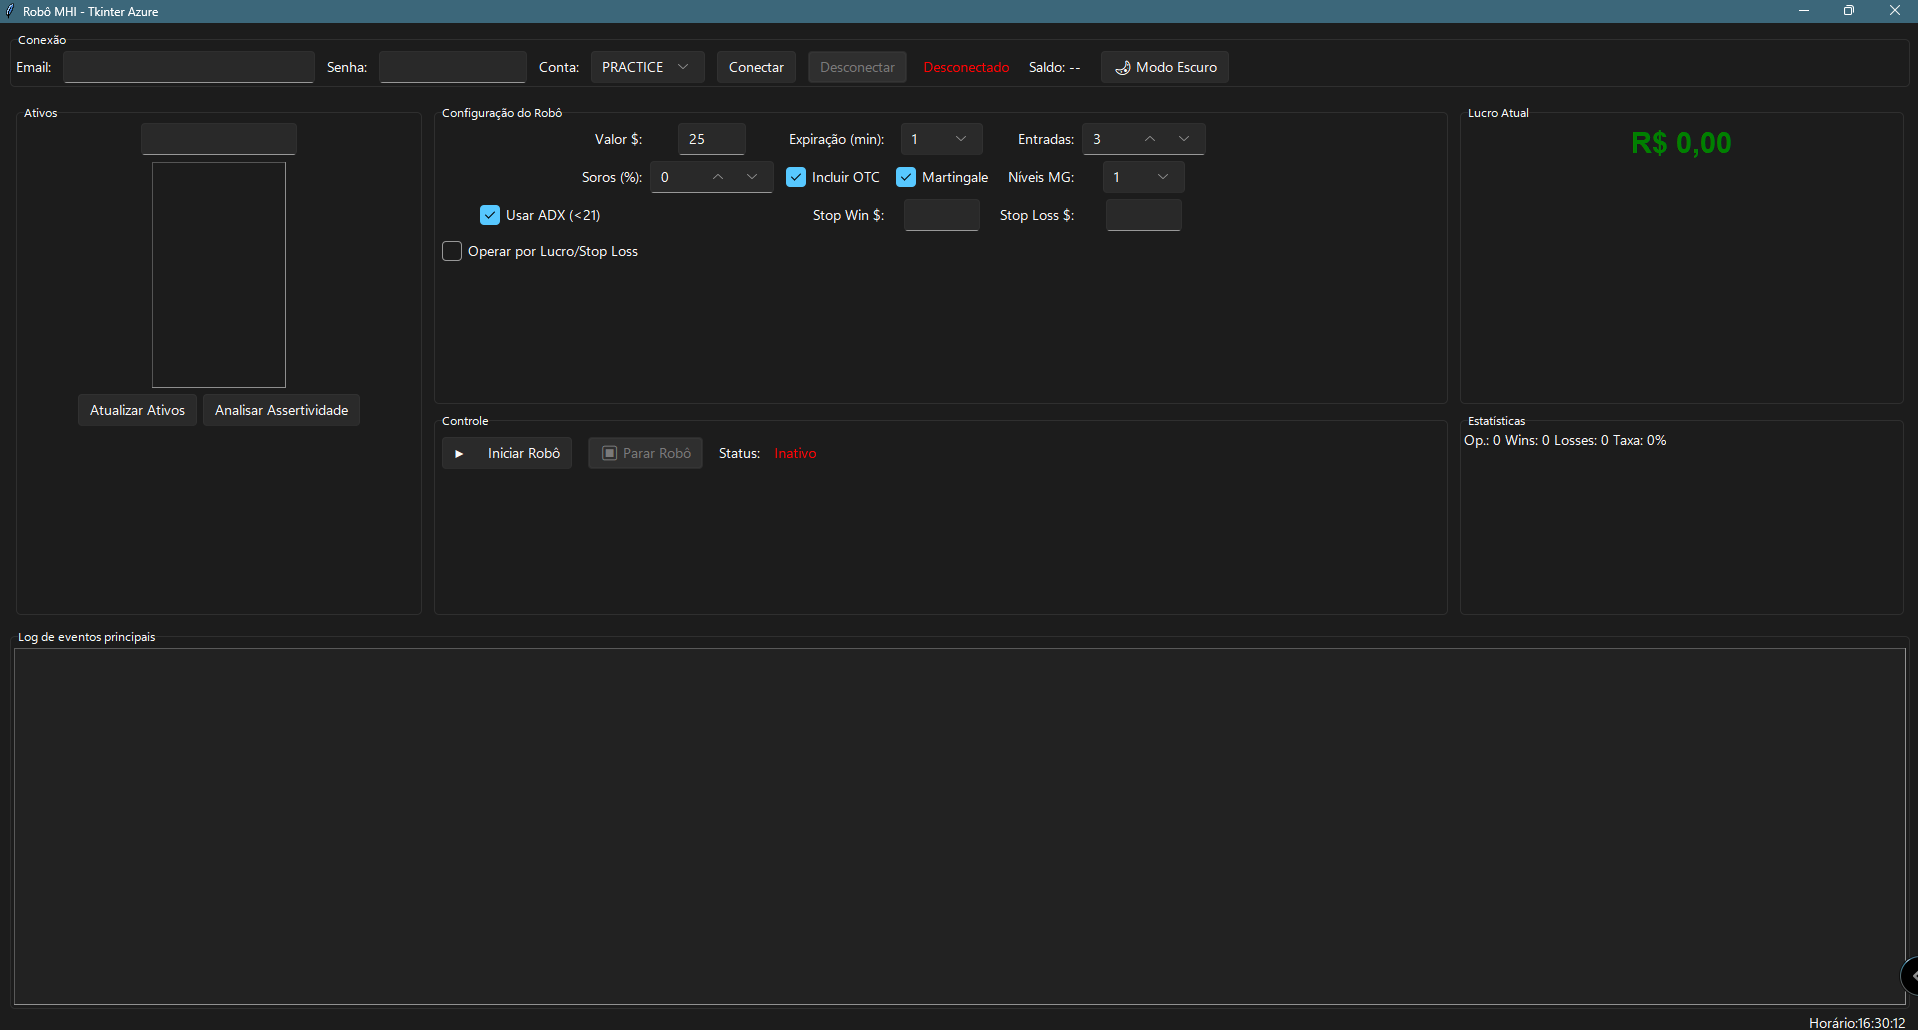 Robô MHI - Tkinter Azure
Conexão
Email: Senha: Conta: PRACTICE Conectar Desconectar Desconectado Saldo: -- Modo Escuro
Ativos
Atualizar Ativos Analisar Assertividade
Configuração do Robô
Valor $: 25 Expiração (min): 1 Entradas: 3
Soros (%): 0 Incluir OTC Martingale Níveis MG: 1
Usar ADX (<21) Stop Win $: Stop Loss $:
Operar por Lucro/Stop Loss
Lucro Atual
R$ 0,00
Controle
Iniciar Robô Parar Robô Status: Inativo
Estatísticas
Op.: 0 Wins: 0 Losses: 0 Taxa: 0%
Log de eventos principais
Horário:16:30:12